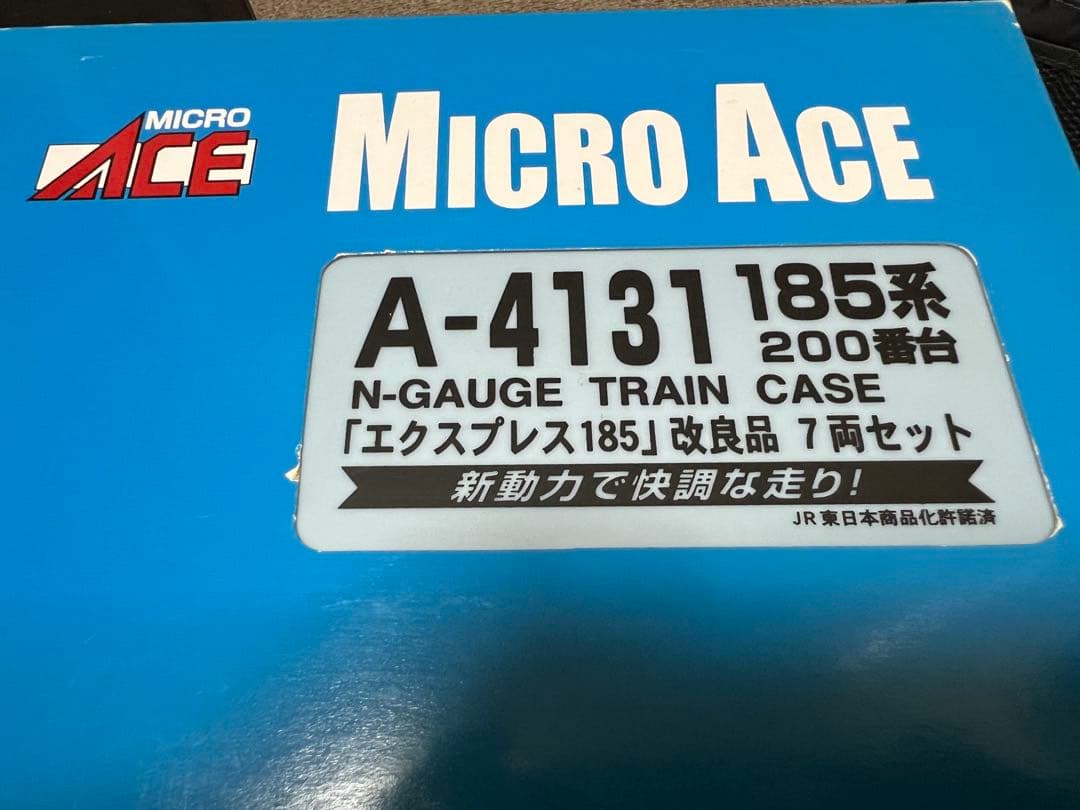 MICRO
ACE
MICRO ACE
A-4131 185系
200番台
N-GAUGE TRAIN CASE
「エクスプレス185」改良品 7両セット
新動力で快調な走り!
JR東日本商品化許諾済